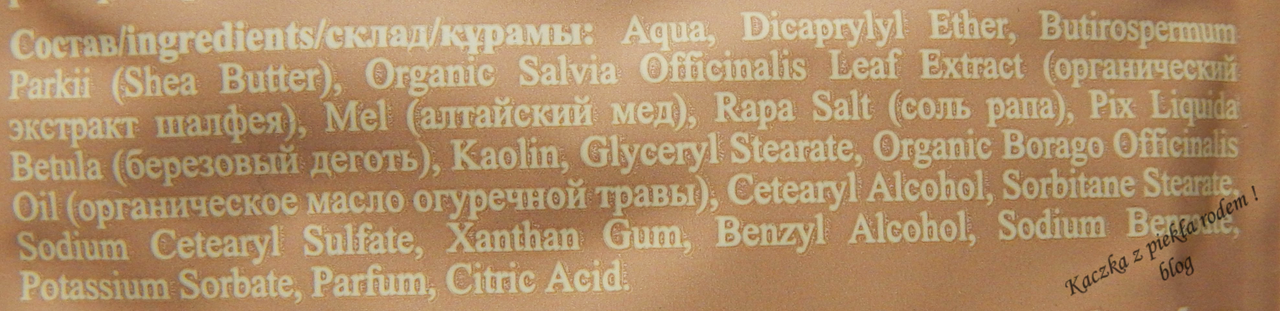 Состав/ingredients/склад/құрамы: Aqua, Dicaprylyl Ether, Butirospermum
Parkii (Shea Butter), Organic Salvia Officinalis Leaf Extract (органический
экстракт шалфея), Mel (алтайский мед), Rapa Salt (соль рапа), Pix Liquida
Betula (березовый деготь), Kaolin, Glyceryl Stearate, Organic Borago Officinalis
Oil (органическое масло огуречной травы), Cetearyl Alcohol, Sorbitane Stearate,
Sodium Cetearyl Sulfate, Xanthan Gum, Benzyl Alcohol, Sodium
Potassium Sorbate, Parfum, Citric Acid.
Kaczka z piekła rodem !
blog